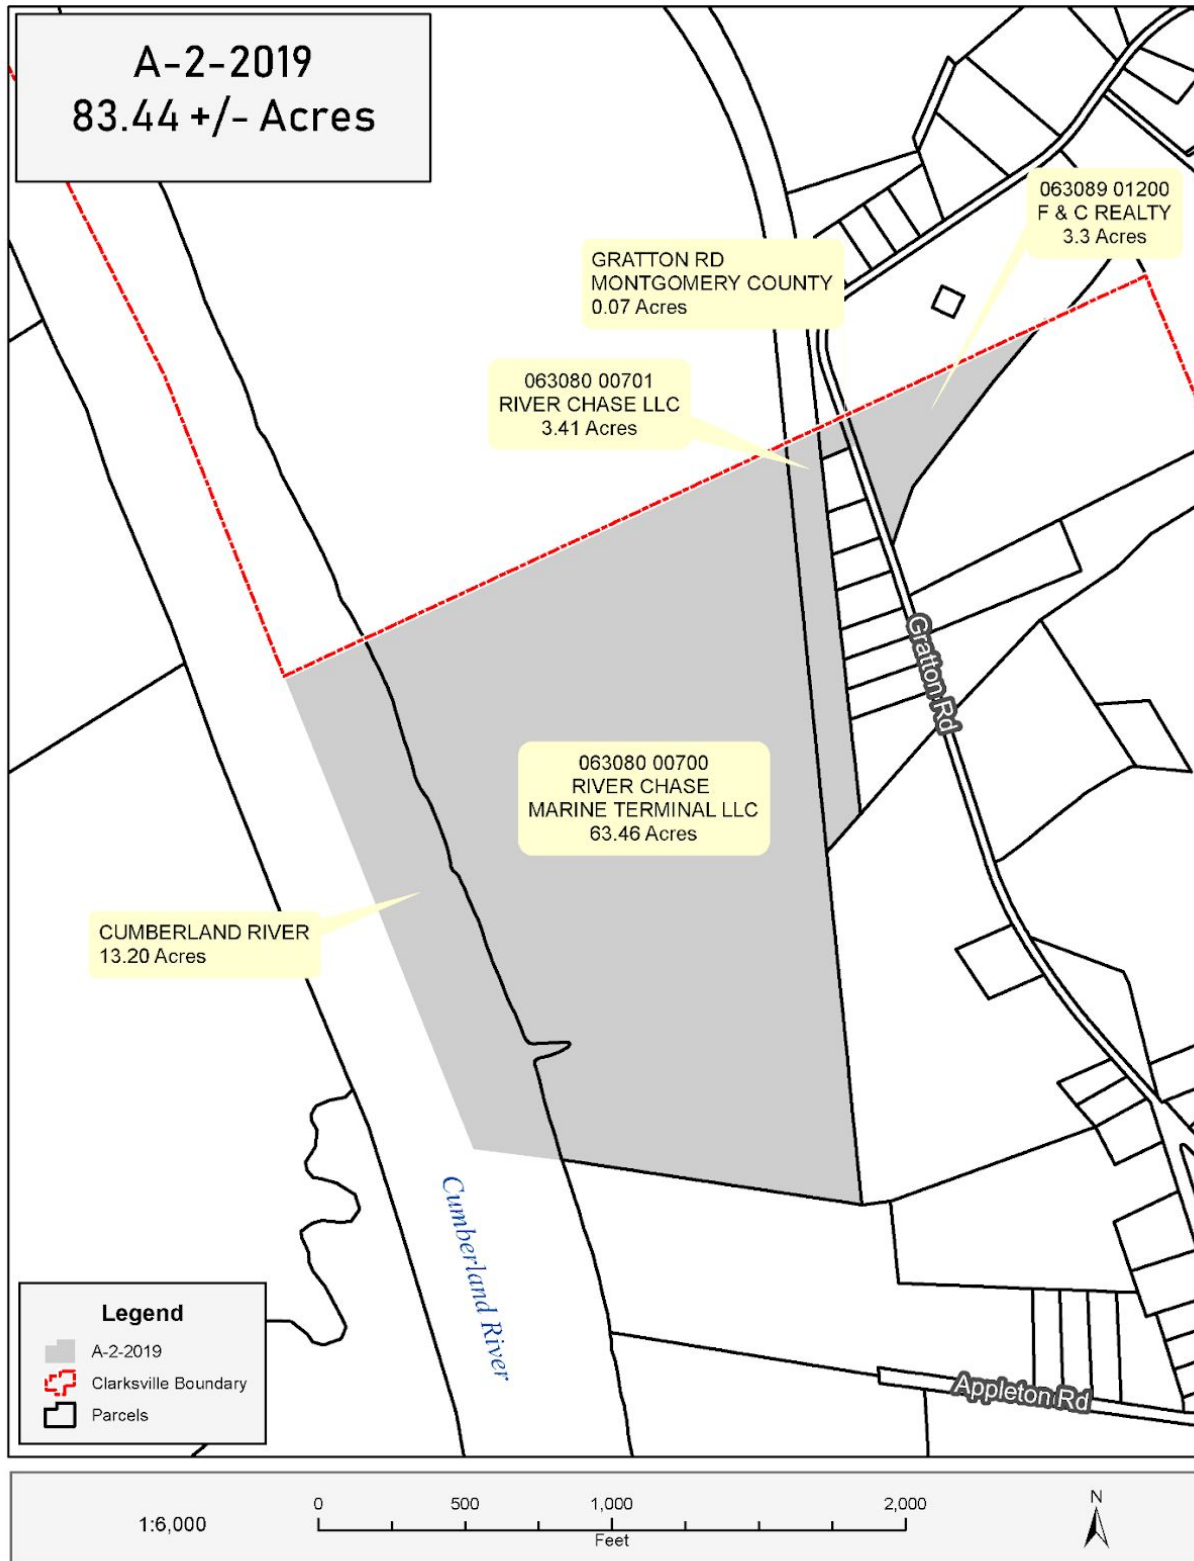 A-2-2019
83.44 +/- Acres
063089 01200
F & C REALTY
3.3 Acres
GRATTON RD
MONTGOMERY COUNTY
0.07 Acres
063080 00701
RIVER CHASE LLC
3.41 Acres
Gratton Rd
063080 00700
RIVER CHASE
MARINE TERMINAL LLC
63.46 Acres
CUMBERLAND RIVER
13.20 Acres
Cumberland River
Appleton Rd
Legend
A-2-2019
Clarksville Boundary
Parcels
1:6,000
0 500 1,000 2,000
Feet
N